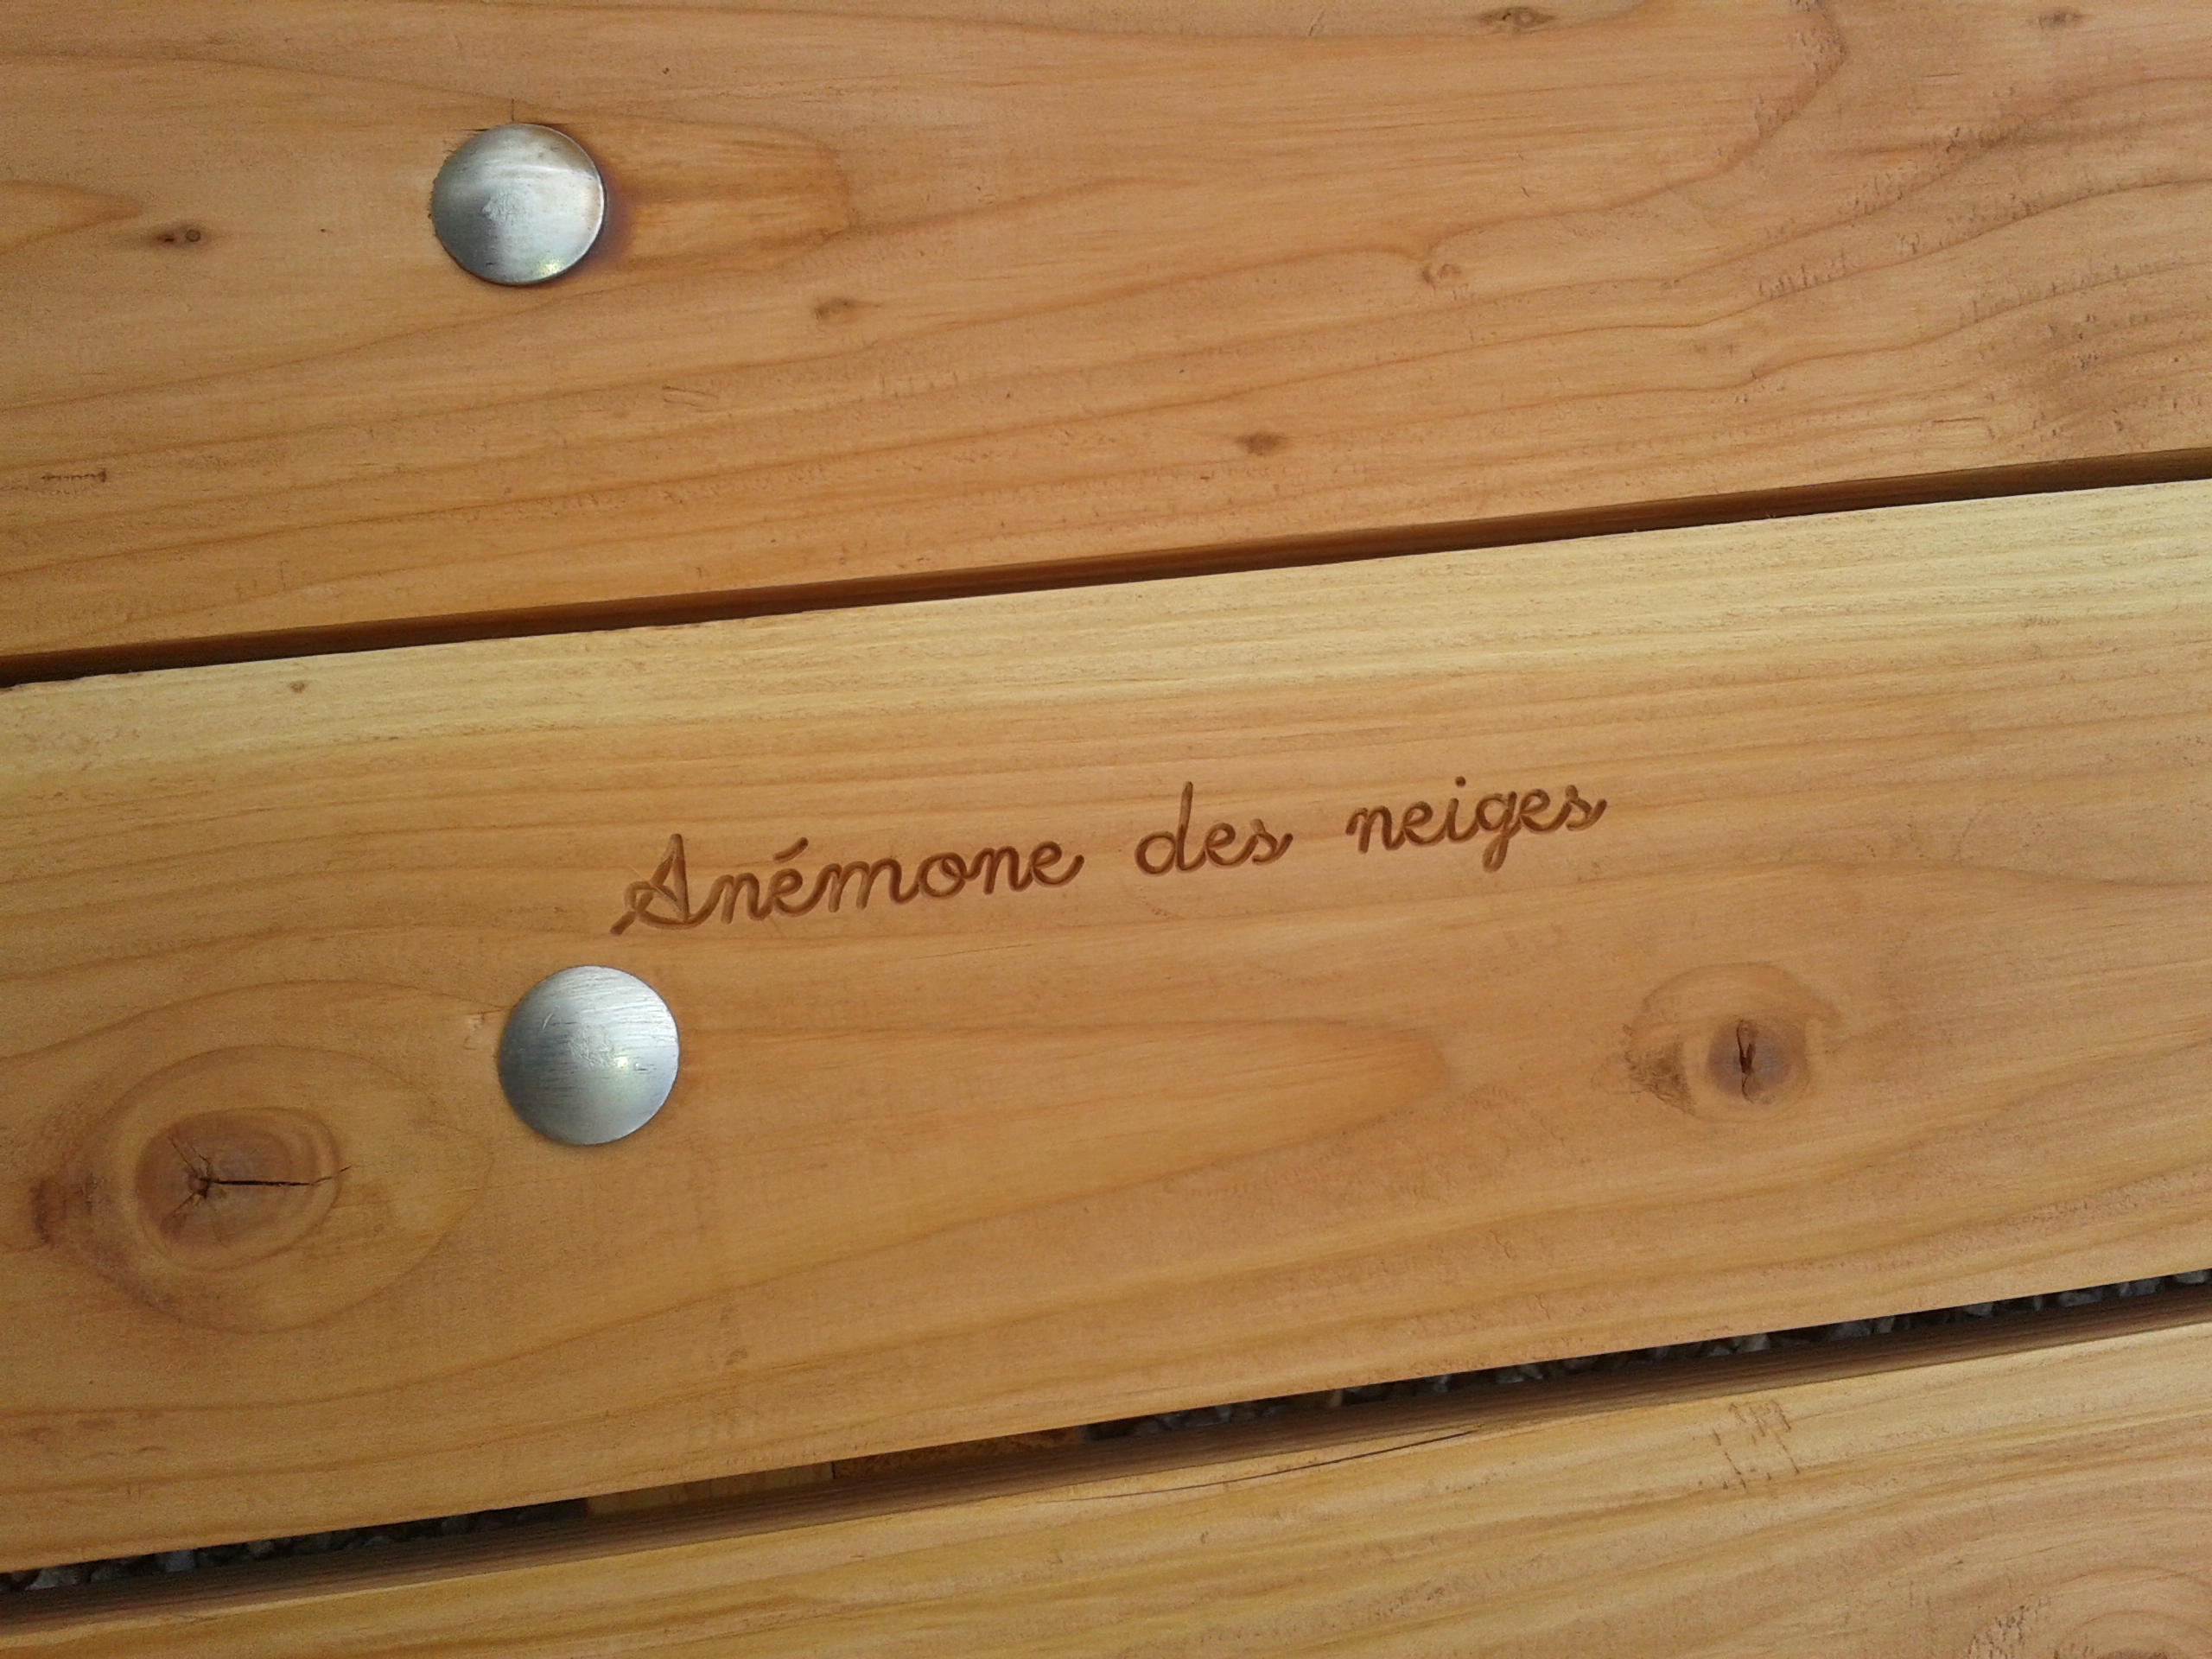 Anémone des neiges